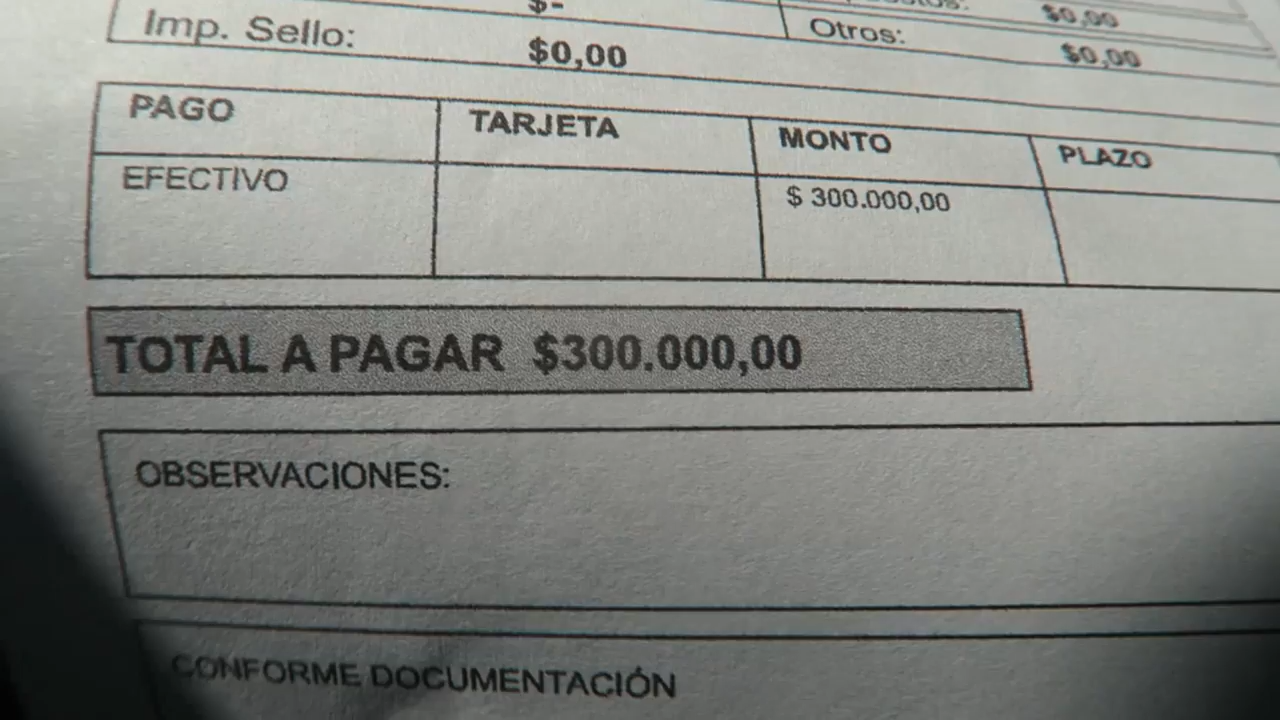 $-
$0,00
Imp. Sello: $0,00 Otros: $0,00
PAGO TARJETA MONTO PLAZO
EFECTIVO $ 300.000,00
TOTAL A PAGAR $300.000,00
OBSERVACIONES:
CONFORME DOCUMENTACIÓN